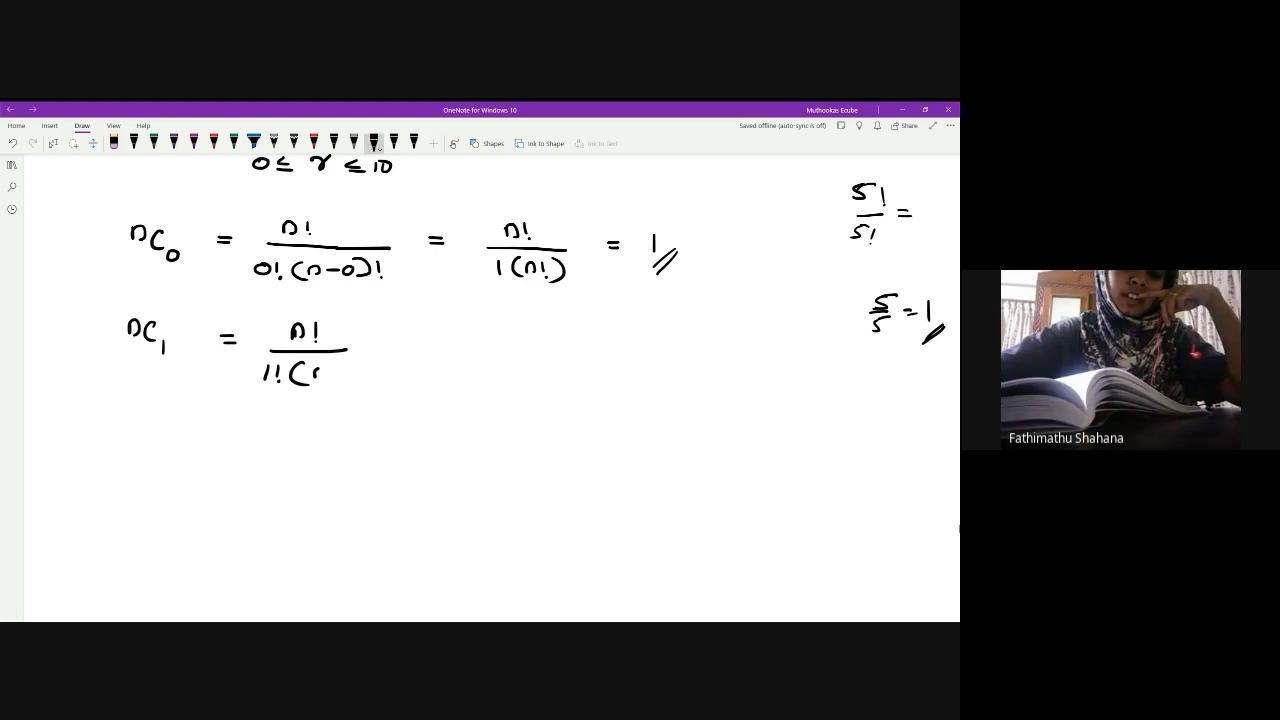 OneNote for Windows 10
Muthookas Ecube
Home Insert Draw View Help
Saved offline (auto-sync is off)
Share
Shapes
Ink to Shape
Ink to Text
0 ≤ r ≤ 10
nC0 = n! / 0!(n-0)! = n! / 1(n!) = 1
5! / 5! =
5/5 = 1
nC1 = n! / 1!(
Fathimathu Shahana